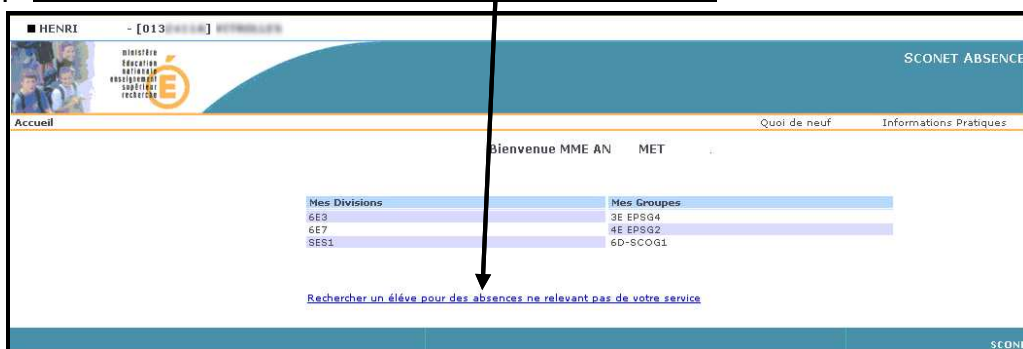 HENRI - [013 ]
ministère
éducation
nationale
enseignement
supérieur
recherche
É
SCONET ABSENCE
Accueil Quoi de neuf Informations Pratiques
Bienvenue MME AN MET
Mes Divisions Mes Groupes
6E3 3E EPSG4
6E7 4E EPSG2
SES1 6D-SCOG1
Rechercher un éléve pour des absences ne relevant pas de votre service
SCON